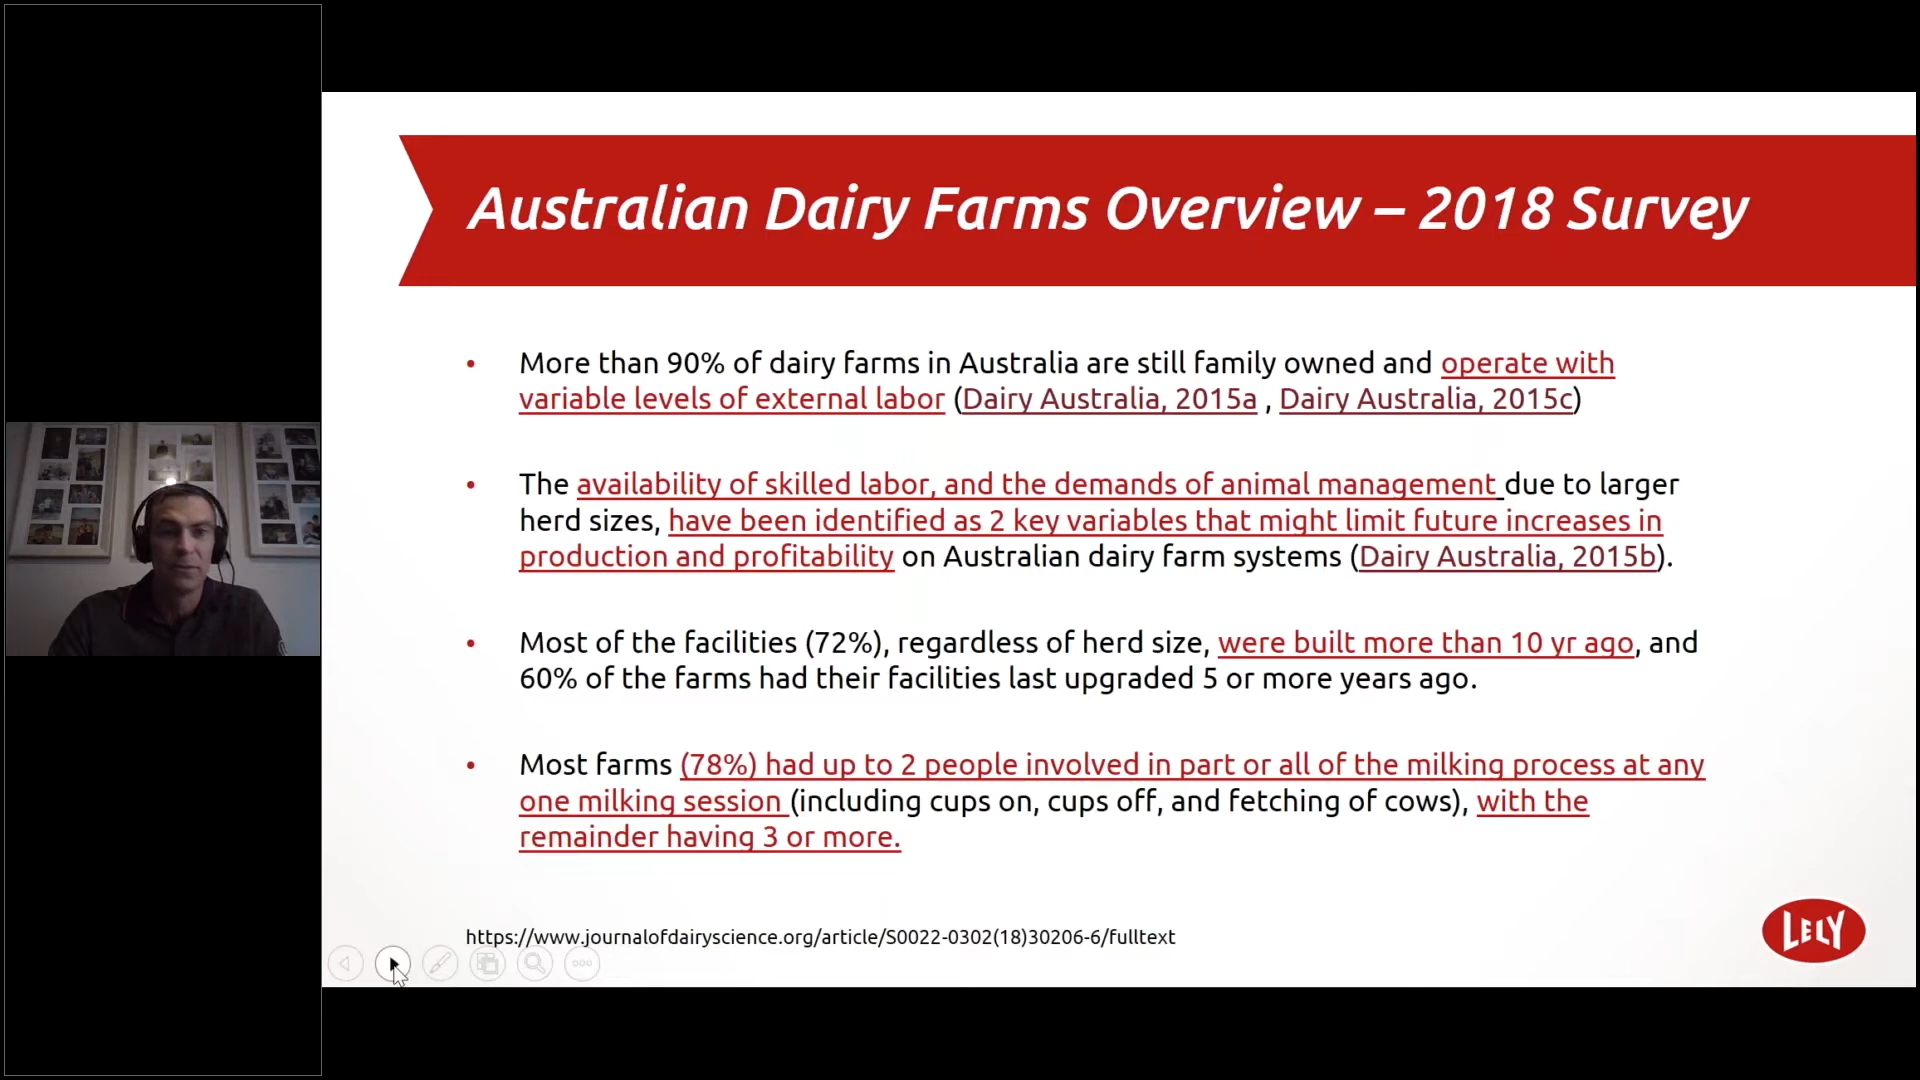 Australian Dairy Farms Overview – 2018 Survey
• More than 90% of dairy farms in Australia are still family owned and operate with
variable levels of external labor (Dairy Australia, 2015a , Dairy Australia, 2015c)
• The availability of skilled labor, and the demands of animal management due to larger
herd sizes, have been identified as 2 key variables that might limit future increases in
production and profitability on Australian dairy farm systems (Dairy Australia, 2015b).
• Most of the facilities (72%), regardless of herd size, were built more than 10 yr ago, and
60% of the farms had their facilities last upgraded 5 or more years ago.
• Most farms (78%) had up to 2 people involved in part or all of the milking process at any
one milking session (including cups on, cups off, and fetching of cows), with the
remainder having 3 or more.
https://www.journalofdairyscience.org/article/S0022-0302(18)30206-6/fulltext
LELY